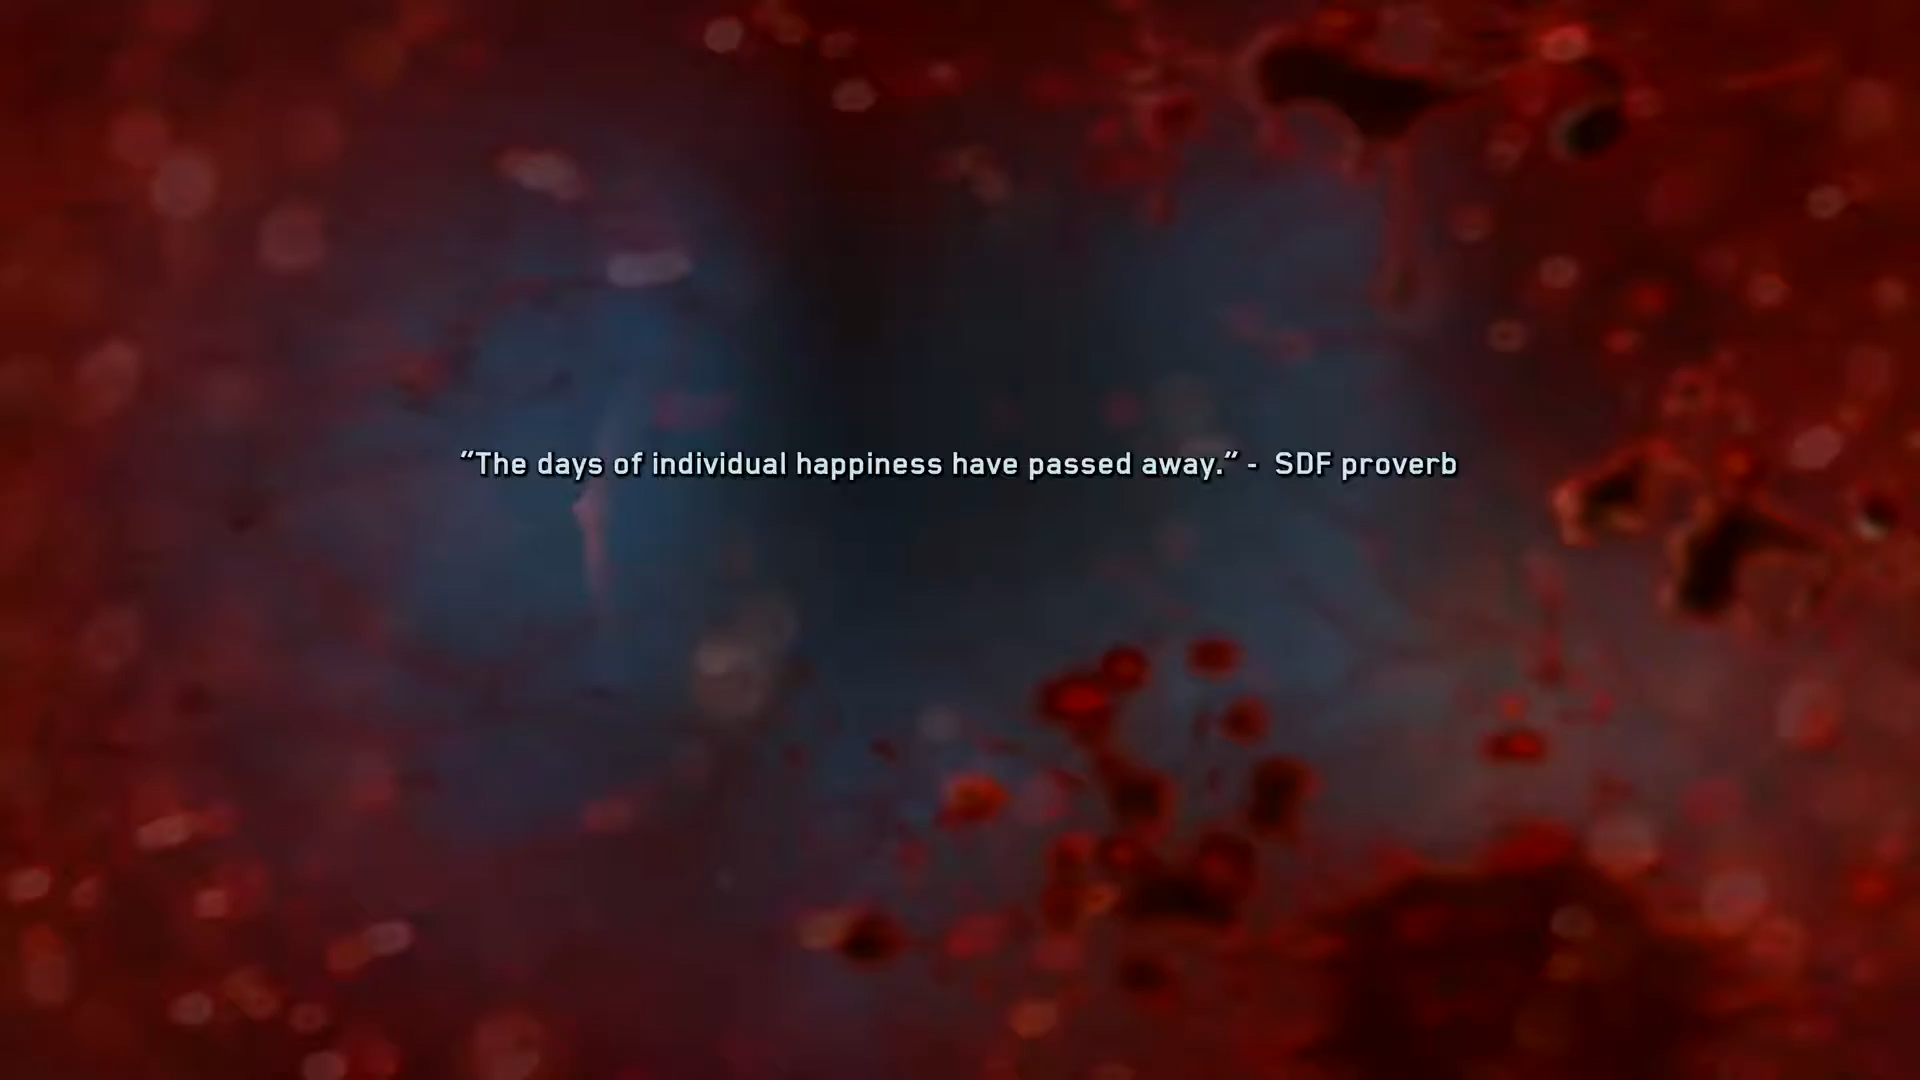 “The days of individual happiness have passed away.” - SDF proverb